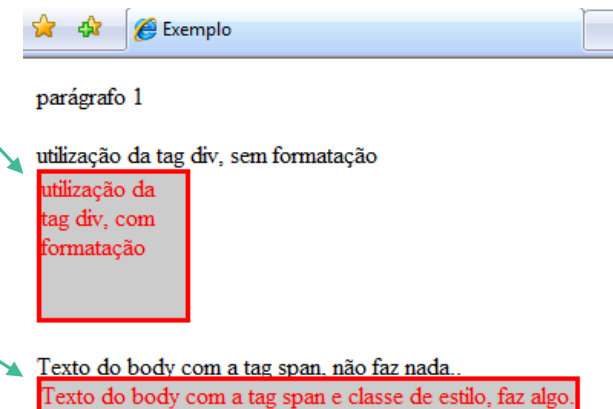 Exemplo
parágrafo 1
utilização da tag div, sem formatação
utilização da
tag div, com
formatação
Texto do body com a tag span, não faz nada..
Texto do body com a tag span e classe de estilo, faz algo.